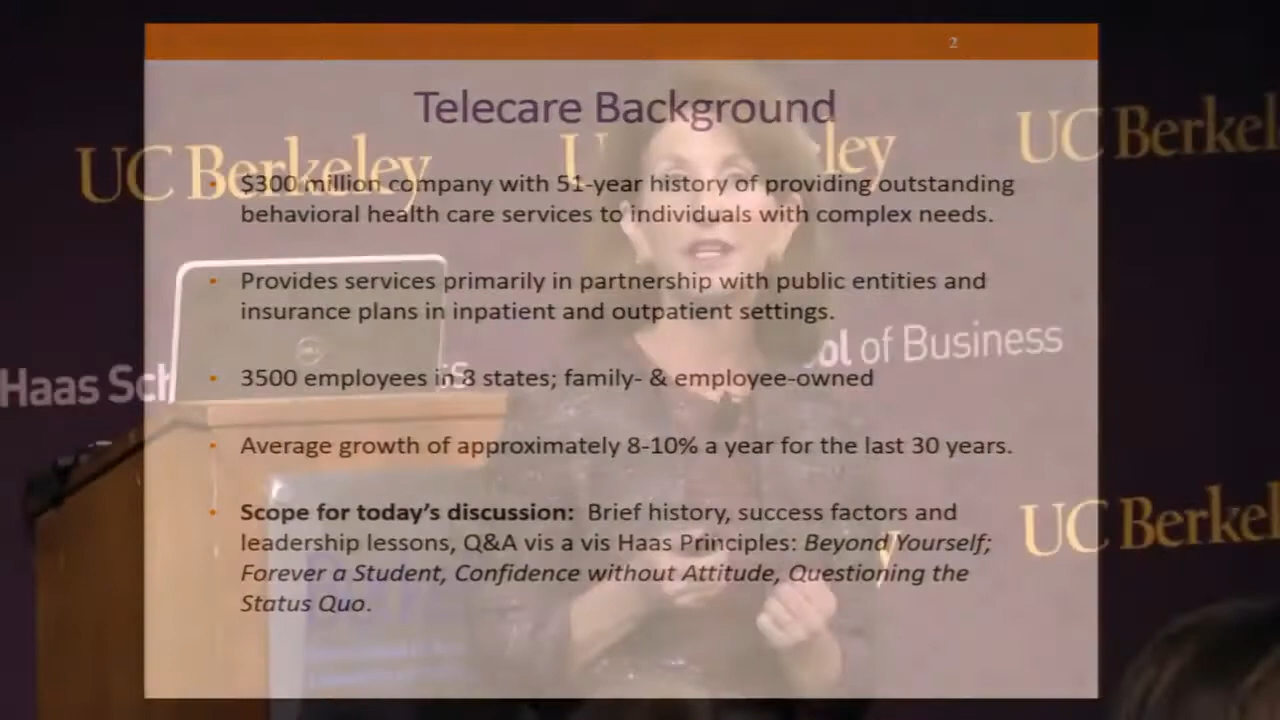 2
Telecare Background
UC Berkeley
U
ley
UC Berkel
• $300 million company with 51-year history of providing outstanding
behavioral health care services to individuals with complex needs.
• Provides services primarily in partnership with public entities and
insurance plans in inpatient and outpatient settings.
ol of Business
Haas Sch
s
• 3500 employees in 8 states; family- & employee-owned
• Average growth of approximately 8-10% a year for the last 30 years.
• Scope for today's discussion: Brief history, success factors and
leadership lessons, Q&A vis a vis Haas Principles: Beyond Yourself;
Forever a Student, Confidence without Attitude, Questioning the
Status Quo.
UC Berkel
y